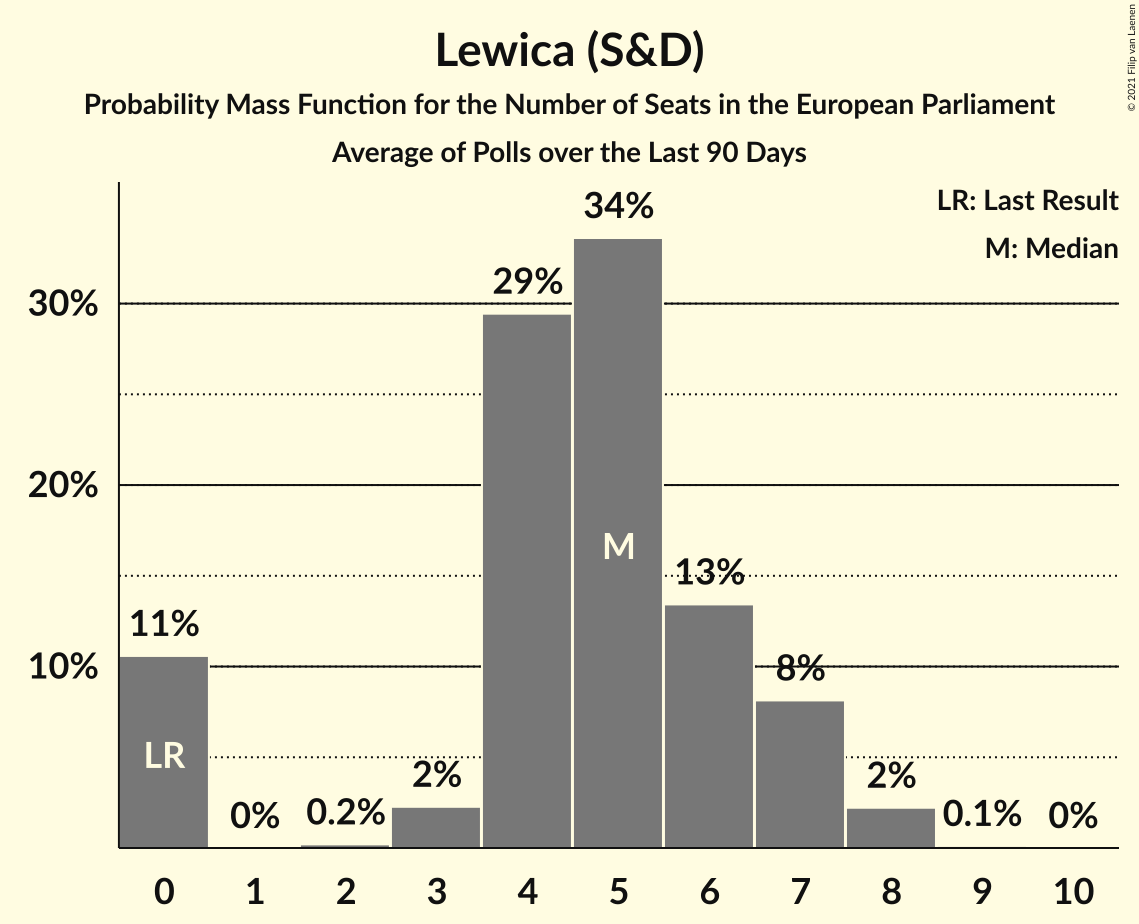 Lewica (S&D)
Probability Mass Function for the Number of Seats in the European Parliament
Average of Polls over the Last 90 Days
© 2021 Filip van Laenen
LR: Last Result
M: Median
34%
29%
30%
20%
M
13%
11%
10%
8%
LR
2%
2%
0%
0.2%
0.1%
0%
0 1 2 3 4 5 6 7 8 9 10